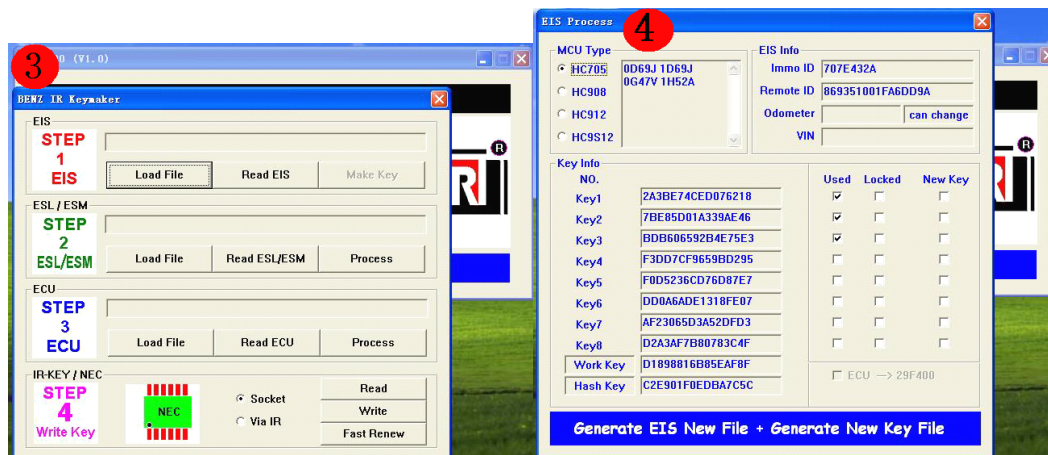 3
(V1.0)
BENZ IR Keymaker
EIS
STEP
1
EIS
Load File
Read EIS
Make Key
ESL / ESM
STEP
2
ESL/ESM
Load File
Read ESL/ESM
Process
ECU
STEP
3
ECU
Load File
Read ECU
Process
IR-KEY / NEC
STEP
4
Write Key
NEC
Socket
Via IR
Read
Write
Fast Renew
4
EIS Process
MCU Type
HC705
HC908
HC912
HC9S12
0D69J 1D69J
0G47V 1H52A
EIS Info
Immo ID 707E432A
Remote ID 869351001FA6DD9A
Odometer can change
VIN
Key Info
NO. Used Locked New Key
Key1 2A3BE74CED076218
Key2 7BE85D01A339AE46
Key3 BDB606592B4E75E3
Key4 F3DD7CF9659BD295
Key5 F0D5236CD76D87E7
Key6 DD0A6ADE1318FE07
Key7 AF23065D3A52DFD3
Key8 D2A3AF7B80783C4F
Work Key D1898816B85EAF8F
Hash Key C2E901F0EDBA7C5C
ECU -->29F400
Generate EIS New File + Generate New Key File
R
®